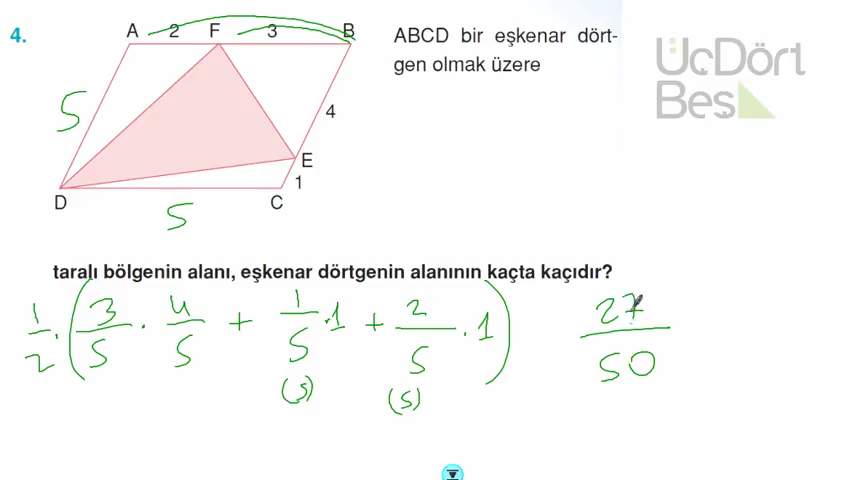 4.
A 2 F 3 B
ABCD bir eşkenar dört-
gen olmak üzere
ÜçDört
Beş
5
4
E
1
D
C
5
taralı bölgenin alanı, eşkenar dörtgenin alanının kaçta kaçıdır?
1/2 · ( 3/5 · 4/5 + 1/5 · 1 + 2/5 · 1 ) 27/50
(5) (5)